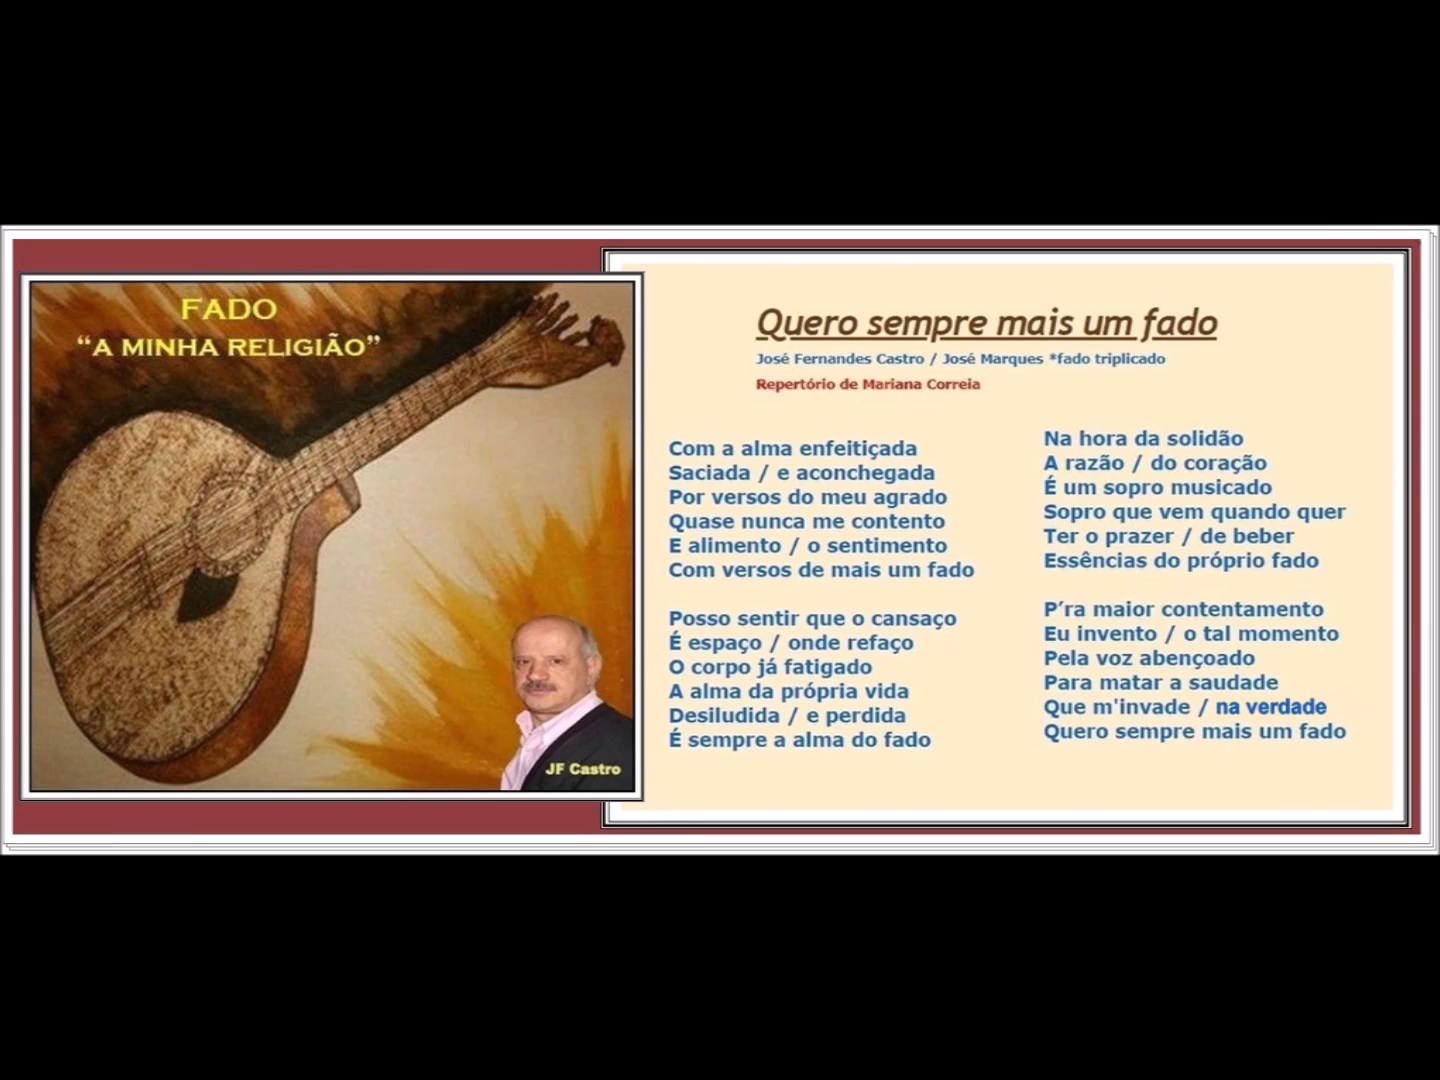 FADO
“A MINHA RELIGIÃO”
JF Castro
Quero sempre mais um fado
José Fernandes Castro / José Marques *fado triplicado
Repertório de Mariana Correia
Com a alma enfeitiçada
Saciada / e aconchegada
Por versos do meu agrado
Quase nunca me contento
E alimento / o sentimento
Com versos de mais um fado
Posso sentir que o cansaço
É espaço / onde refaço
O corpo já fatigado
A alma da própria vida
Desiludida / e perdida
É sempre a alma do fado
Na hora da solidão
A razão / do coração
É um sopro musicado
Sopro que vem quando quer
Ter o prazer / de beber
Essências do próprio fado
P’ra maior contentamento
Eu invento / o tal momento
Pela voz abençoado
Para matar a saudade
Que m'invade / na verdade
Quero sempre mais um fado